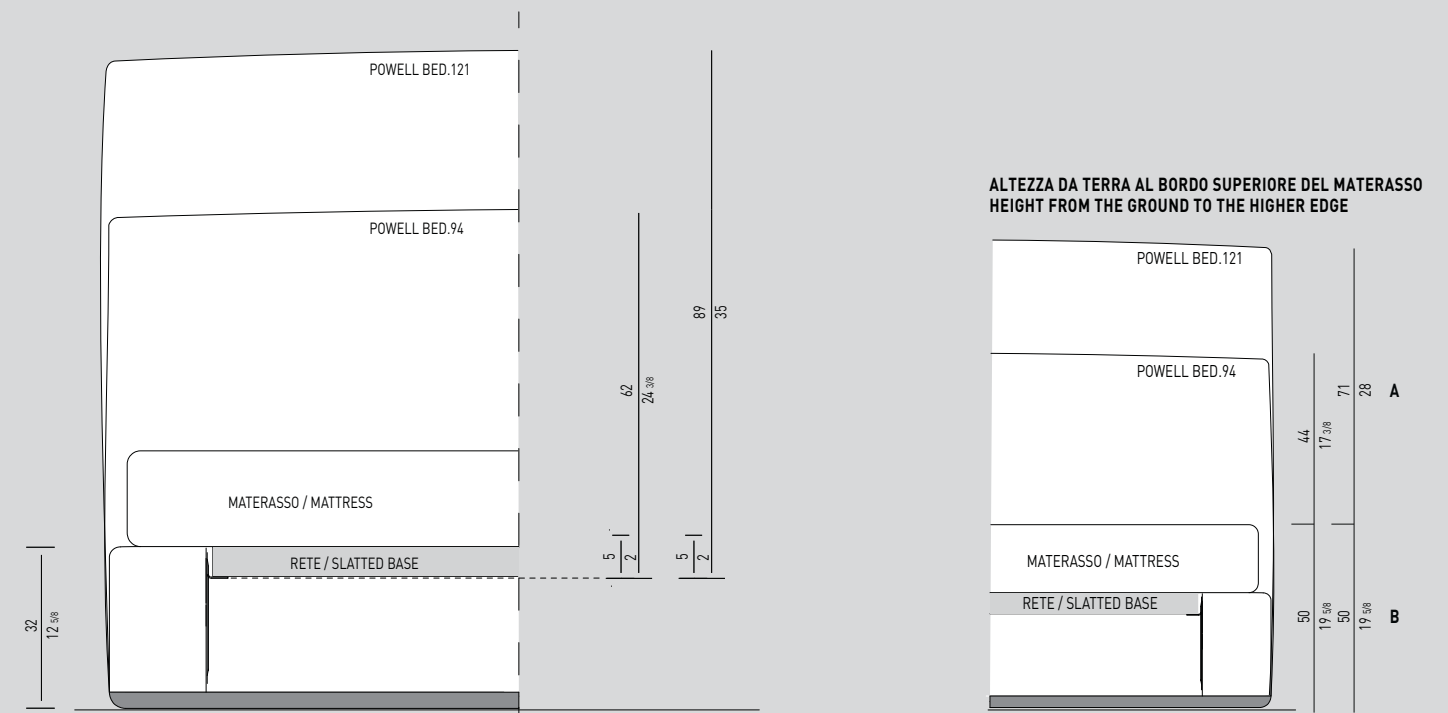 POWELL BED.121
POWELL BED.94
MATERASSO / MATTRESS
RETE / SLATTED BASE
32
12 5/8
5
2
62
24 3/8
5
2
89
35
ALTEZZA DA TERRA AL BORDO SUPERIORE DEL MATERASSO
HEIGHT FROM THE GROUND TO THE HIGHER EDGE
POWELL BED.121
POWELL BED.94
MATERASSO / MATTRESS
RETE / SLATTED BASE
44
17 3/8
71
28
A
50
19 5/8
50
19 5/8
B